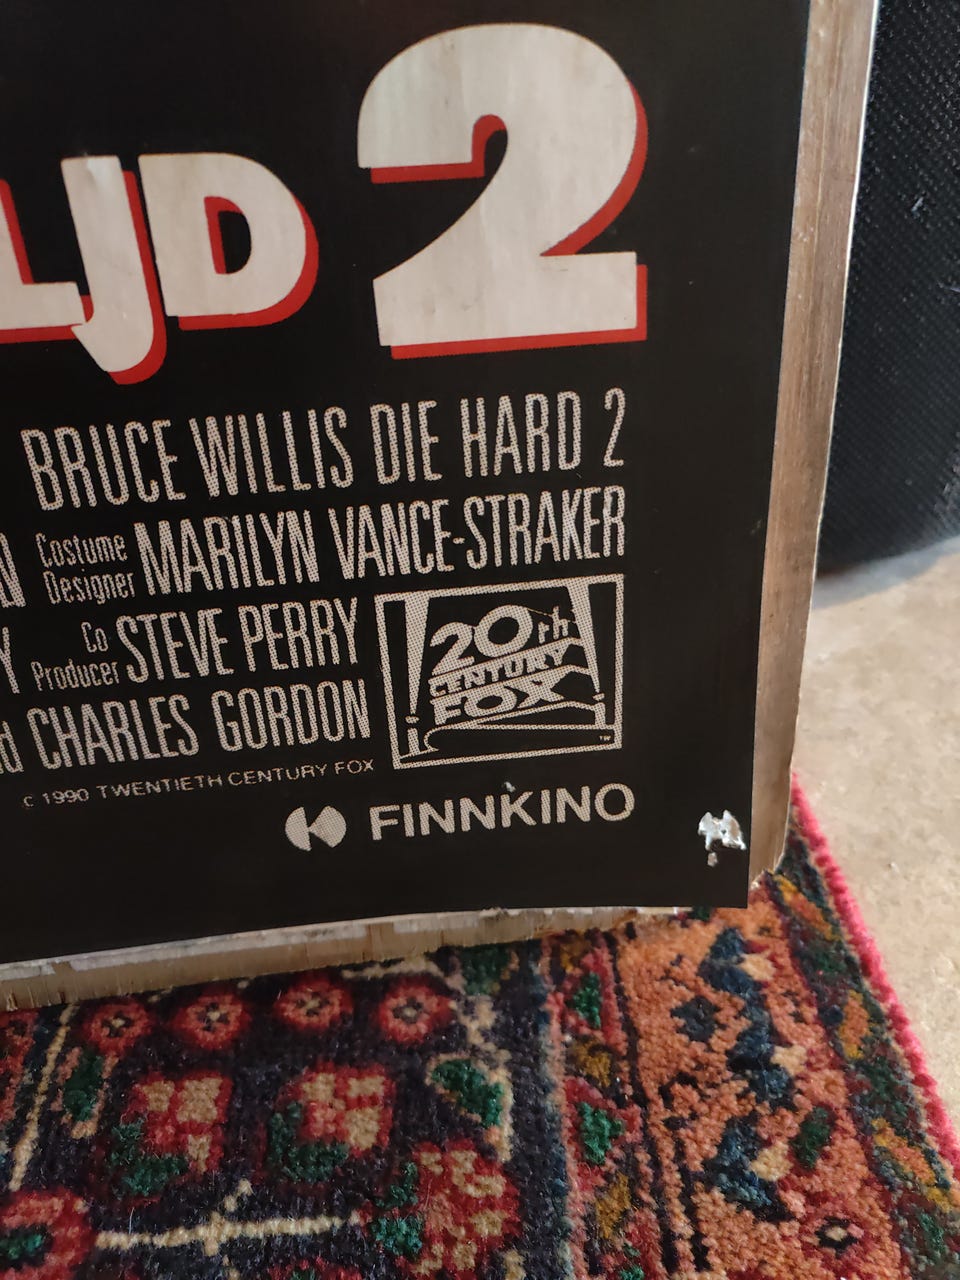 LJD 2
BRUCE WILLIS DIE HARD 2
N Costume Designer MARILYN VANCE-STRAKER
Y Co Producer STEVE PERRY
d CHARLES GORDON
20th
CENTURY
FOX
TM
© 1990 TWENTIETH CENTURY FOX
FINNKINO